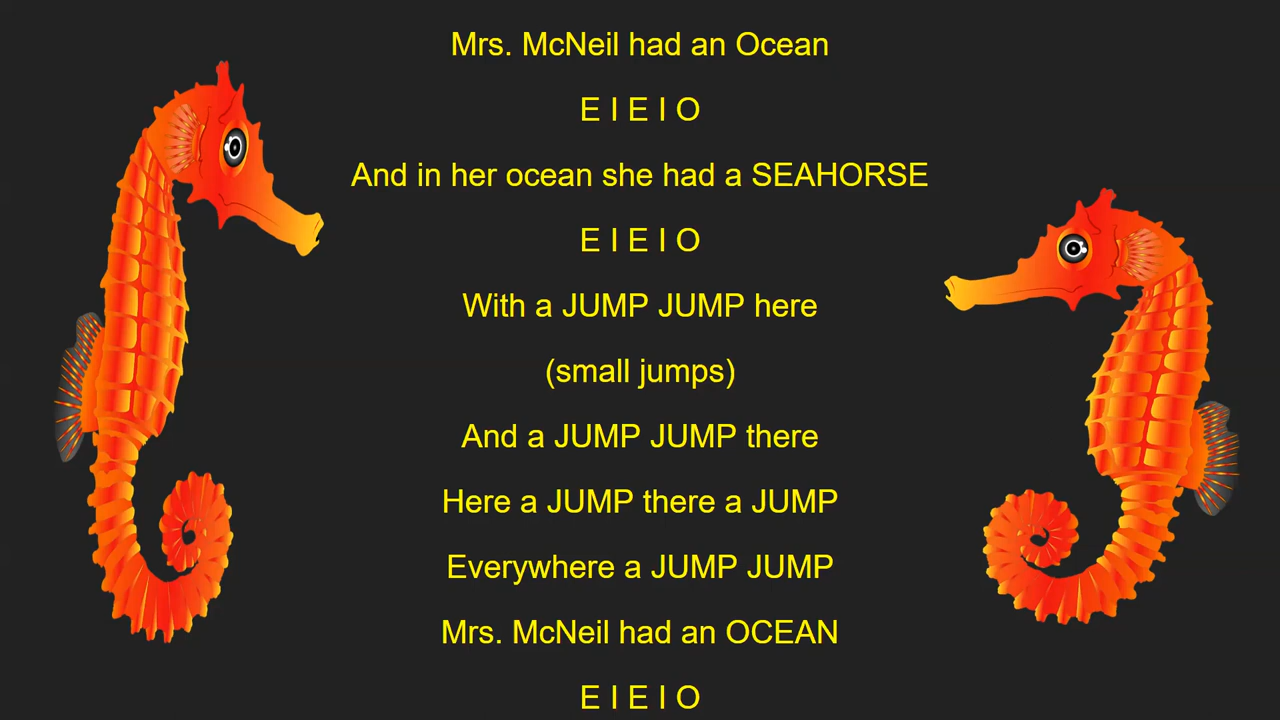 Mrs. McNeil had an Ocean
E I E I O
And in her ocean she had a SEAHORSE
E I E I O
With a JUMP JUMP here
(small jumps)
And a JUMP JUMP there
Here a JUMP there a JUMP
Everywhere a JUMP JUMP
Mrs. McNeil had an OCEAN
E I E I O